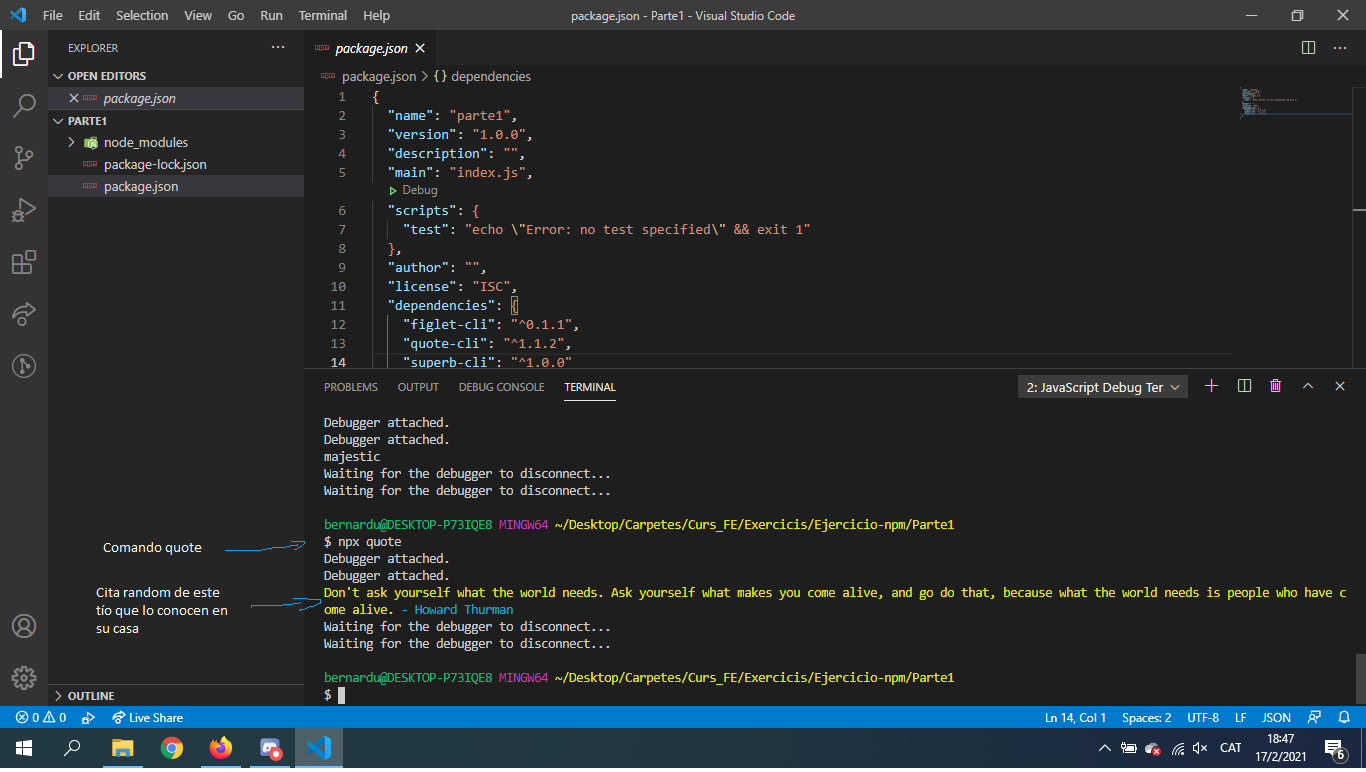 File Edit Selection View Go Run Terminal Help package.json - Parte1 - Visual Studio Code
EXPLORER
OPEN EDITORS
package.json
PARTE1
node_modules
package-lock.json
package.json
OUTLINE
package.json
package.json > {} dependencies
1 {
2 "name": "parte1",
3 "version": "1.0.0",
4 "description": "",
5 "main": "index.js",
Debug
6 "scripts": {
7 "test": "echo \"Error: no test specified\" && exit 1"
8 },
9 "author": "",
10 "license": "ISC",
11 "dependencies": {
12 "figlet-cli": "^0.1.1",
13 "quote-cli": "^1.1.2",
14 "superb-cli": "^1.0.0"
PROBLEMS OUTPUT DEBUG CONSOLE TERMINAL 2: JavaScript Debug Ter
Debugger attached.
Debugger attached.
majestic
Waiting for the debugger to disconnect...
Waiting for the debugger to disconnect...
bernardu@DESKTOP-P73IQE8 MINGW64 ~/Desktop/Carpetes/Curs_FE/Exercicis/Ejercicio-npm/Parte1
$ npx quote
Debugger attached.
Debugger attached.
Don't ask yourself what the world needs. Ask yourself what makes you come alive, and go do that, because what the world needs is people who have c
ome alive. - Howard Thurman
Waiting for the debugger to disconnect...
Waiting for the debugger to disconnect...
bernardu@DESKTOP-P73IQE8 MINGW64 ~/Desktop/Carpetes/Curs_FE/Exercicis/Ejercicio-npm/Parte1
$
Comando quote
Cita random de este
tío que lo conocen en
su casa
0 0 Live Share Ln 14, Col 1 Spaces: 2 UTF-8 LF JSON
CAT 18:47
17/2/2021 6